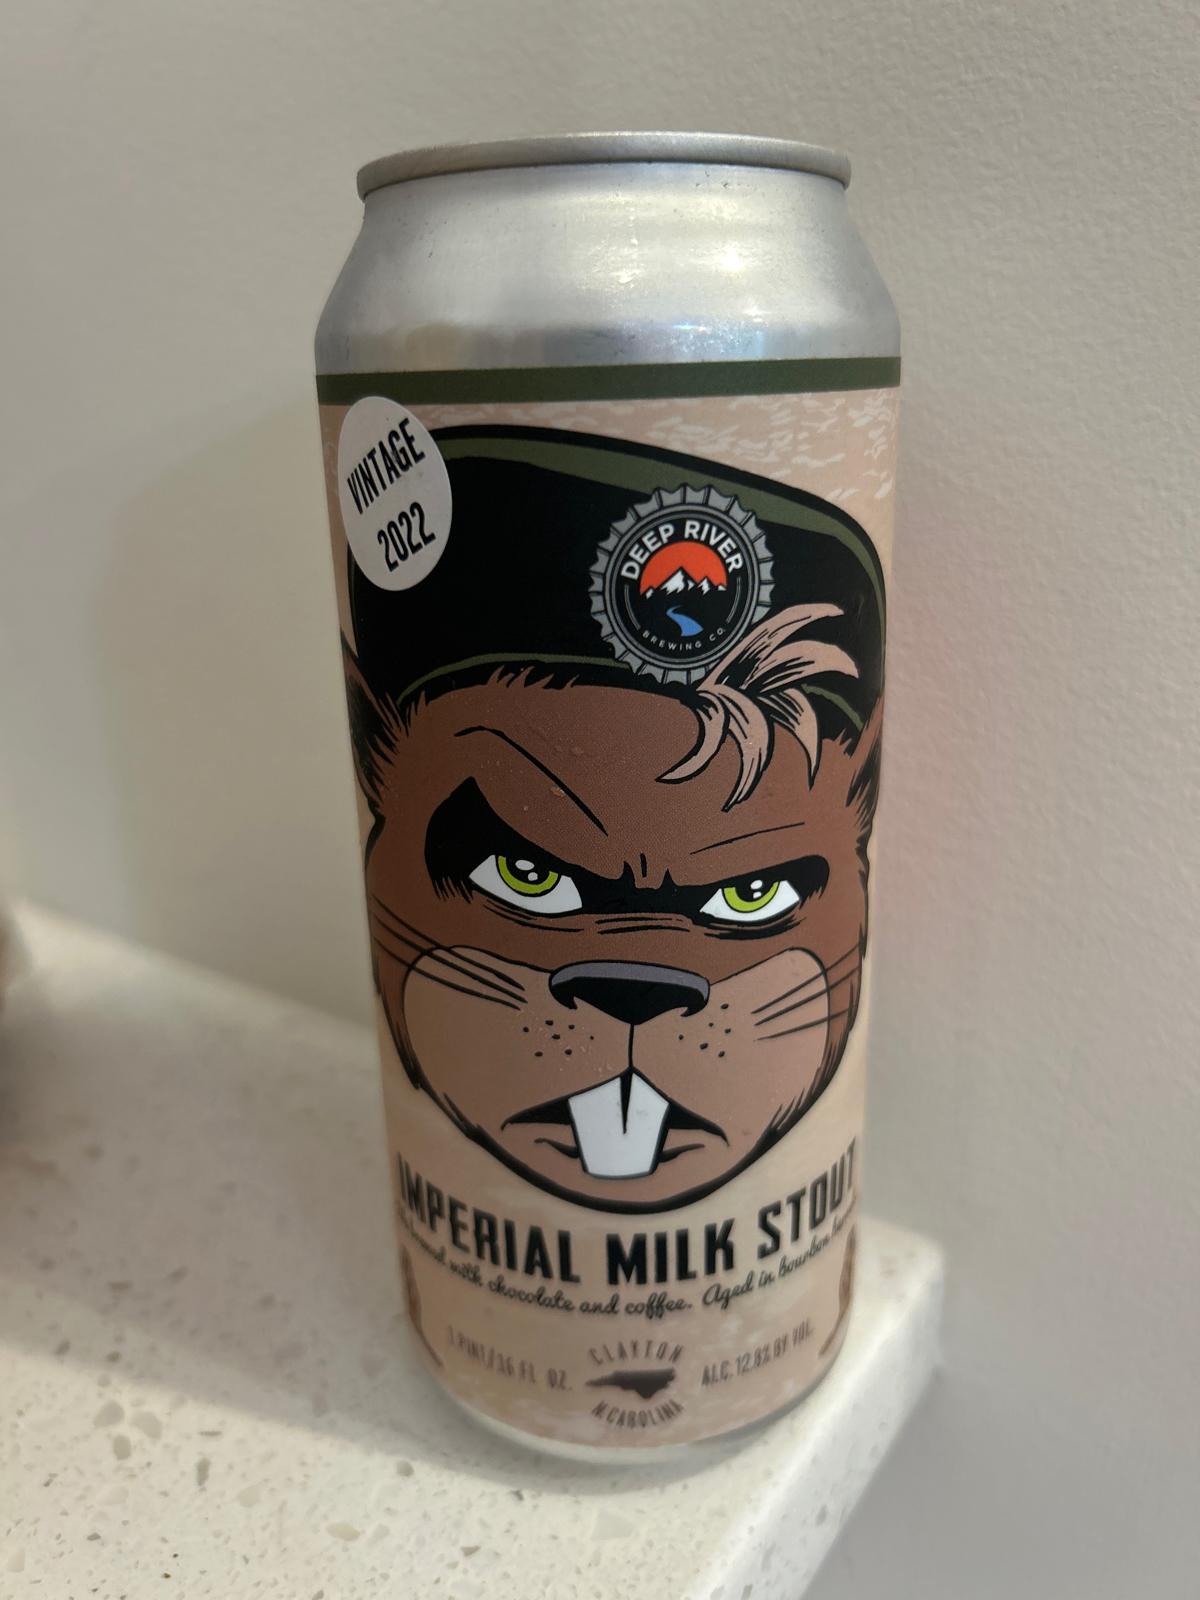 VINTAGE
2022
DEEP RIVER
BREWING CO.
IMPERIAL MILK STOUT
brewed with chocolate and coffee. Aged in bourbon
1 PINT/16 FL OZ.
CLAYTON
N.CAROLINA
ALC.12.8% BY VOL.